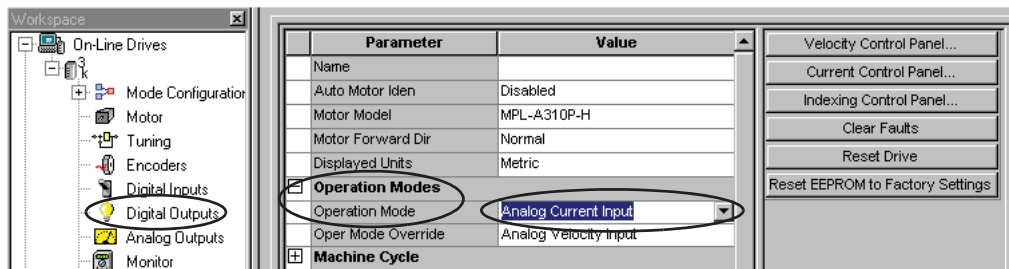 Workspace
On-Line Drives
3k
Mode Configuration
Motor
Tuning
Encoders
Digital Inputs
Digital Outputs
Analog Outputs
Monitor
Parameter Value
Name
Auto Motor Iden Disabled
Motor Model MPL-A310P-H
Motor Forward Dir Normal
Displayed Units Metric
Operation Modes
Operation Mode Analog Current Input
Oper Mode Override Analog Velocity Input
Machine Cycle
Velocity Control Panel...
Current Control Panel...
Indexing Control Panel...
Clear Faults
Reset Drive
Reset EEPROM to Factory Settings